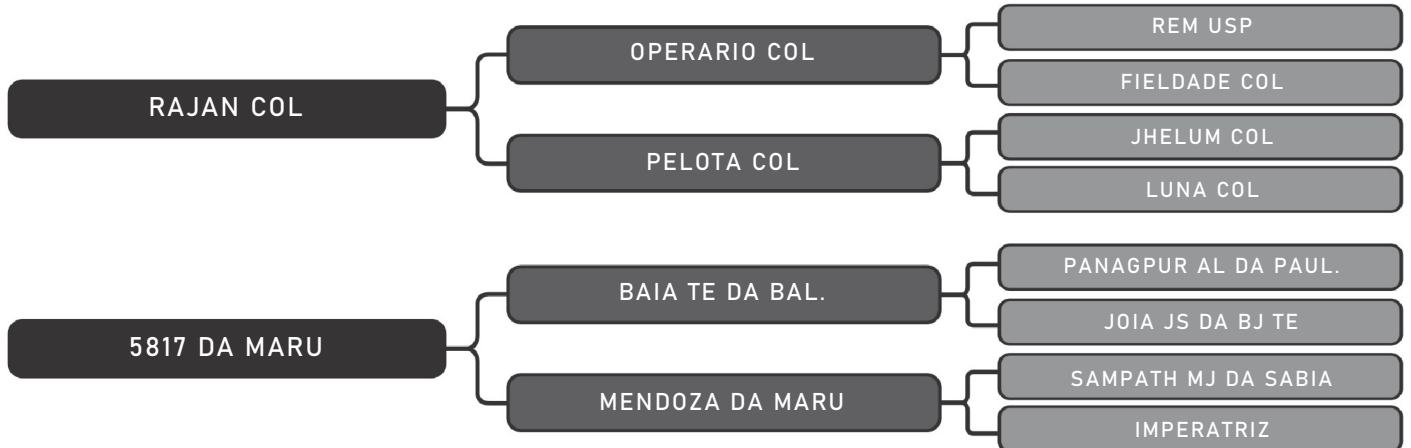 RAJAN COL
OPERARIO COL
REM USP
FIELDADE COL
PELOTA COL
JHELUM COL
LUNA COL
5817 DA MARU
BAIA TE DA BAL.
PANAGPUR AL DA PAUL.
JOIA JS DA BJ TE
MENDOZA DA MARU
SAMPATH MJ DA SABIA
IMPERATRIZ